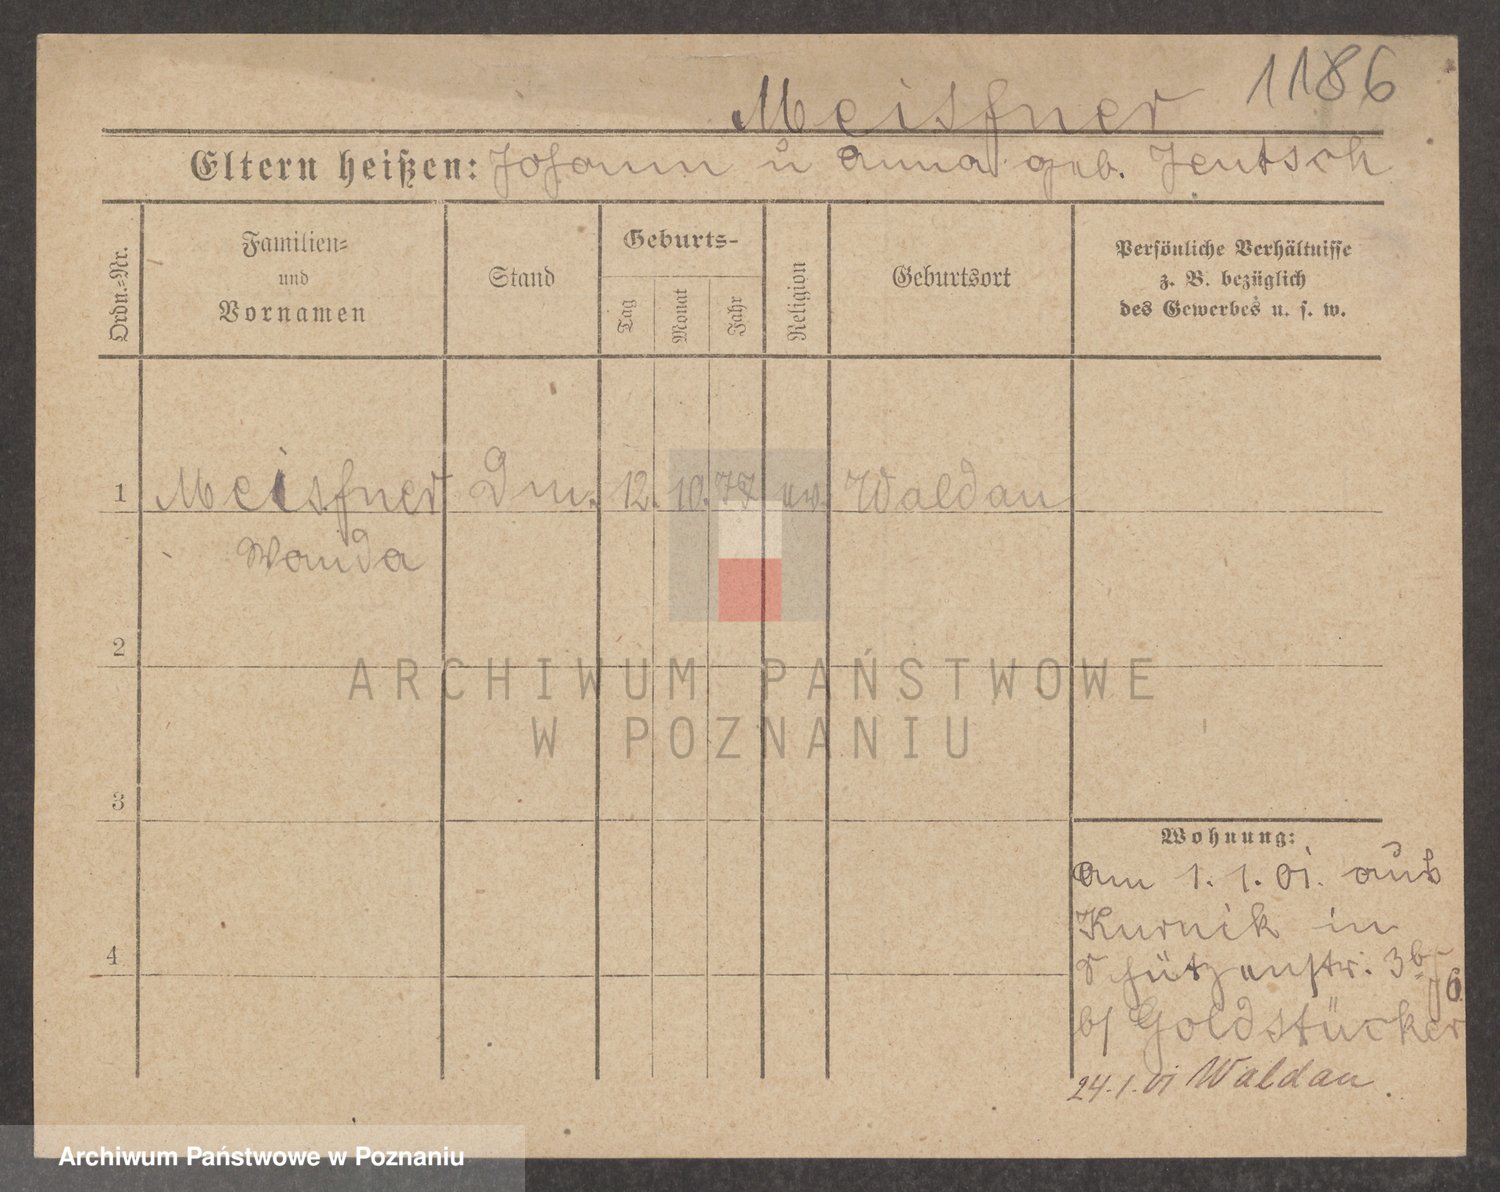 1186
Meisſner
Eltern heißen: Johann u Anna geb. Jentsch
Ordn.-Nr.
Familien-
und
Vornamen
Stand
Geburts-
Tag
Monat
Jahr
Religion
Geburtsort
Persönliche Verhältnisse
z. B. bezüglich
des Gewerbes u. s. w.
1 Meisſner Dm. 12. 10. 77 ev. Waldau
Wanda
2
ARCHIWUM PAŃSTWOWE
W POZNANIU
3
Wohnung:
am 1. 1. 01. aus
Kurnik in
Schützenstr. 3b
4
b/ Goldstücker
24.1.01 Waldau.
Archiwum Państwowe w Poznaniu